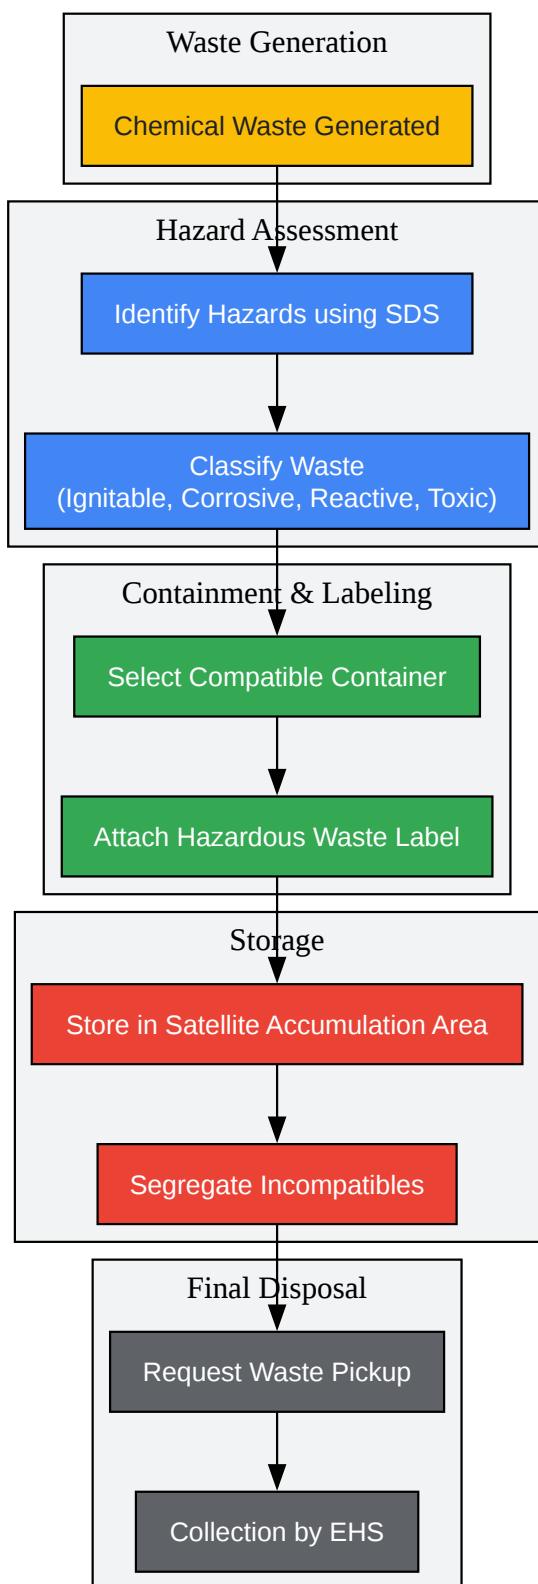 Waste Generation
Chemical Waste Generated
Hazard Assessment
Identify Hazards using SDS
Classify Waste
(Ignitable, Corrosive, Reactive, Toxic)
Containment & Labeling
Select Compatible Container
Attach Hazardous Waste Label
Storage
Store in Satellite Accumulation Area
Segregate Incompatibles
Final Disposal
Request Waste Pickup
Collection by EHS